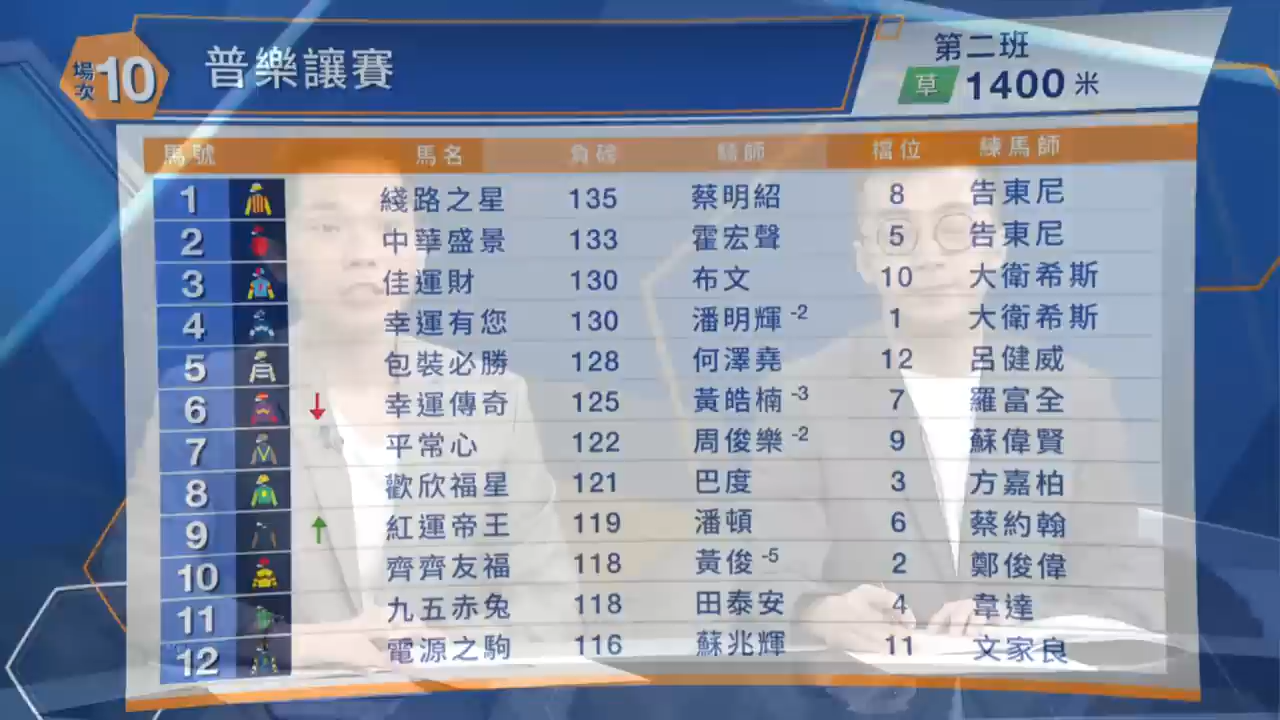 場次 10 普樂讓賽
第二班
草 1400 米
馬號 馬名 負磅 騎師 檔位 練馬師
1 綫路之星 135 蔡明紹 8 告東尼
2 中華盛景 133 霍宏聲 5 告東尼
3 佳運財 130 布文 10 大衛希斯
4 幸運有您 130 潘明輝 -2 1 大衛希斯
5 包裝必勝 128 何澤堯 12 呂健威
6 幸運傳奇 125 黃皓楠 -3 7 羅富全
7 平常心 122 周俊樂 -2 9 蘇偉賢
8 歡欣福星 121 巴度 3 方嘉柏
9 紅運帝王 119 潘頓 6 蔡約翰
10 齊齊友福 118 黃俊 -5 2 鄭俊偉
11 九五赤兔 118 田泰安 4 韋達
12 電源之駒 116 蘇兆輝 11 文家良